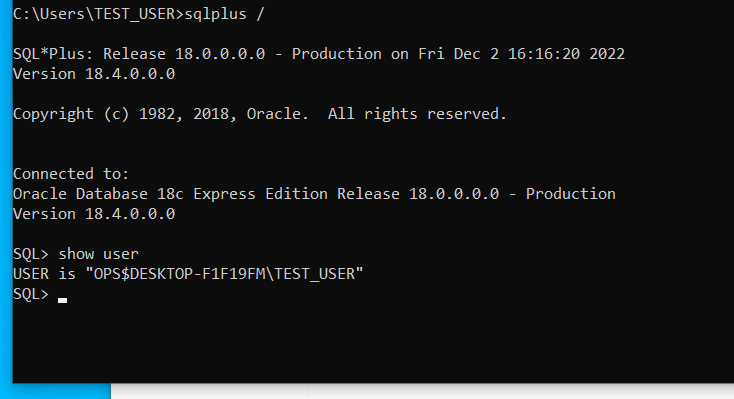 C:\Users\TEST_USER>sqlplus /
SQL*Plus: Release 18.0.0.0.0 - Production on Fri Dec 2 16:16:20 2022
Version 18.4.0.0.0
Copyright (c) 1982, 2018, Oracle.  All rights reserved.
Connected to:
Oracle Database 18c Express Edition Release 18.0.0.0.0 - Production
Version 18.4.0.0.0
SQL> show user
USER is "OPS$DESKTOP-F1F19FM\TEST_USER"
SQL>